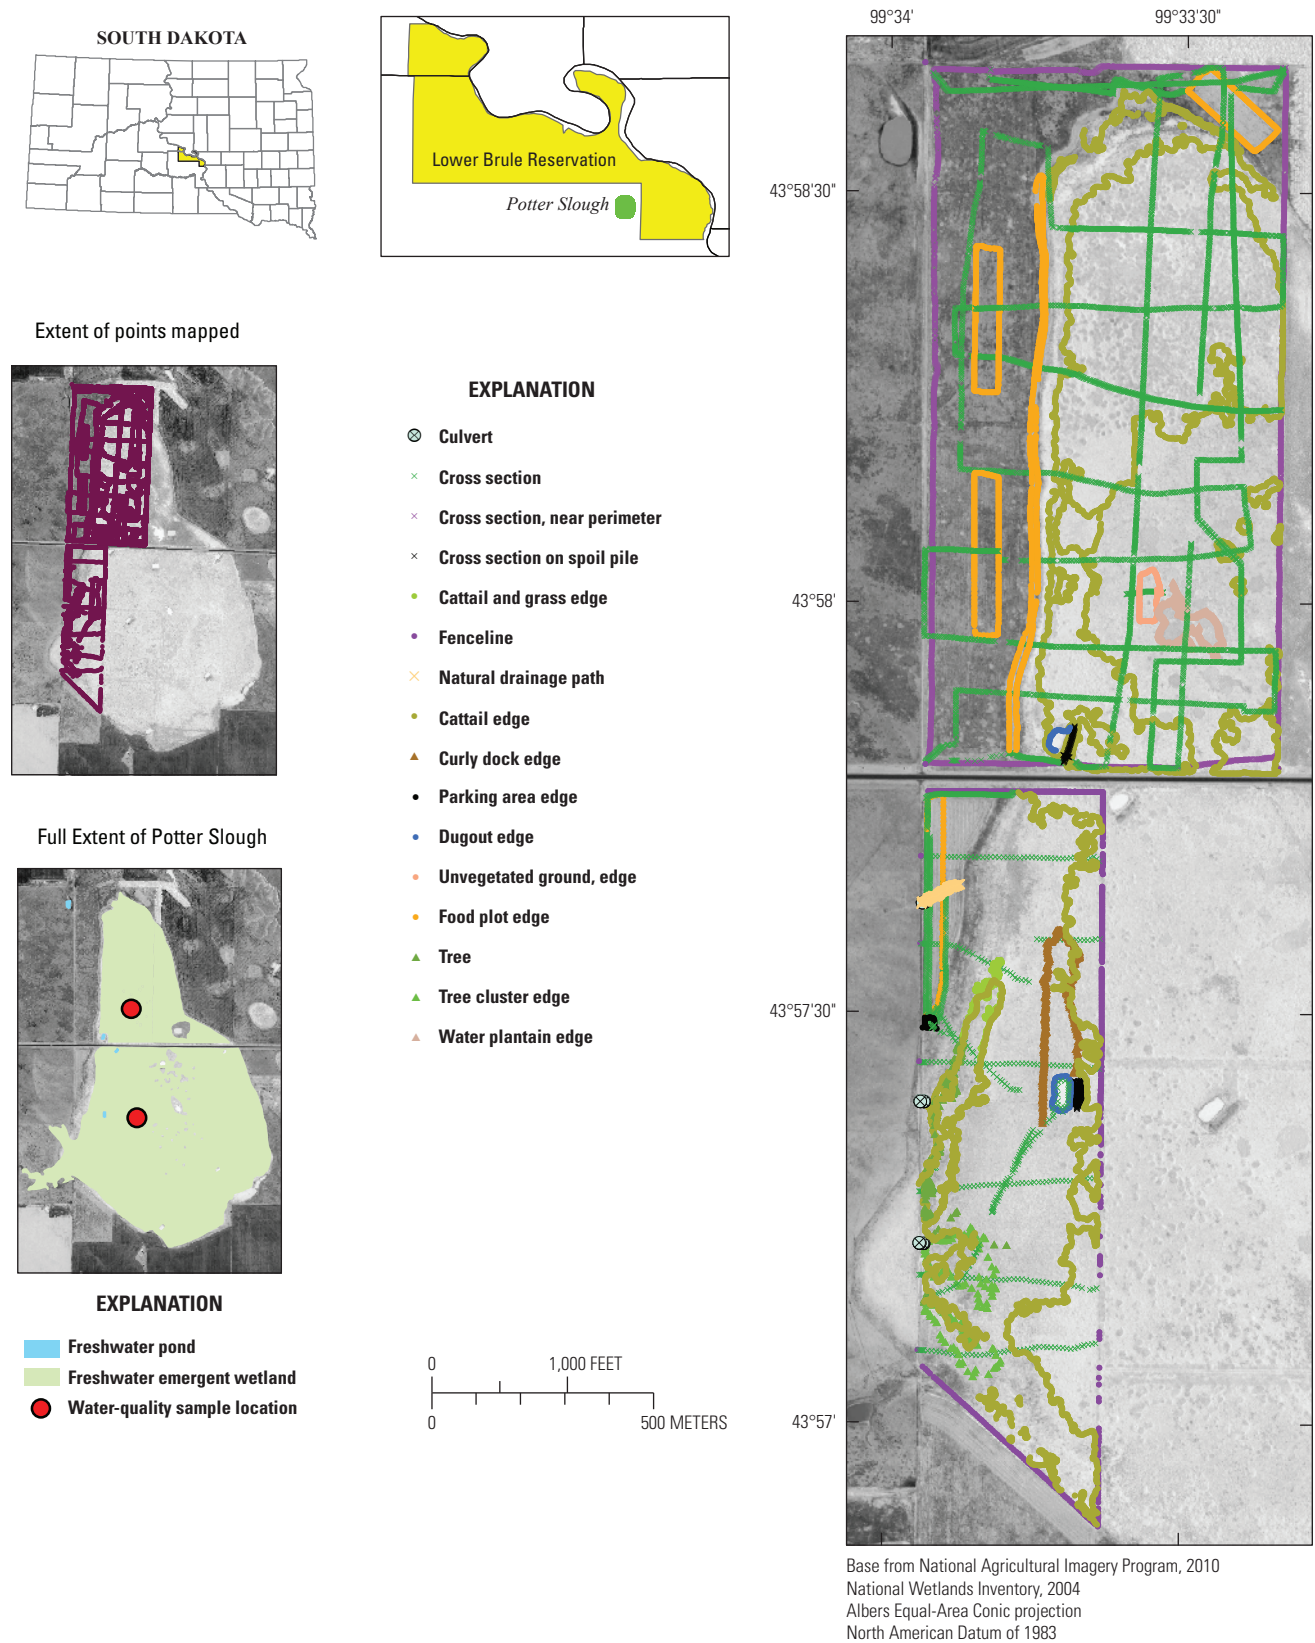 SOUTH DAKOTA
Lower Brule Reservation
Potter Slough
Extent of points mapped
Full Extent of Potter Slough
EXPLANATION
Freshwater pond
Freshwater emergent wetland
Water-quality sample location
EXPLANATION
Culvert
Cross section
Cross section, near perimeter
Cross section on spoil pile
Cattail and grass edge
Fenceline
Natural drainage path
Cattail edge
Curly dock edge
Parking area edge
Dugout edge
Unvegetated ground, edge
Food plot edge
Tree
Tree cluster edge
Water plantain edge
0 1,000 FEET
0 500 METERS
99°34' 99°33'30"
43°58'30"
43°58'
43°57'30"
43°57'
Base from National Agricultural Imagery Program, 2010
National Wetlands Inventory, 2004
Albers Equal-Area Conic projection
North American Datum of 1983